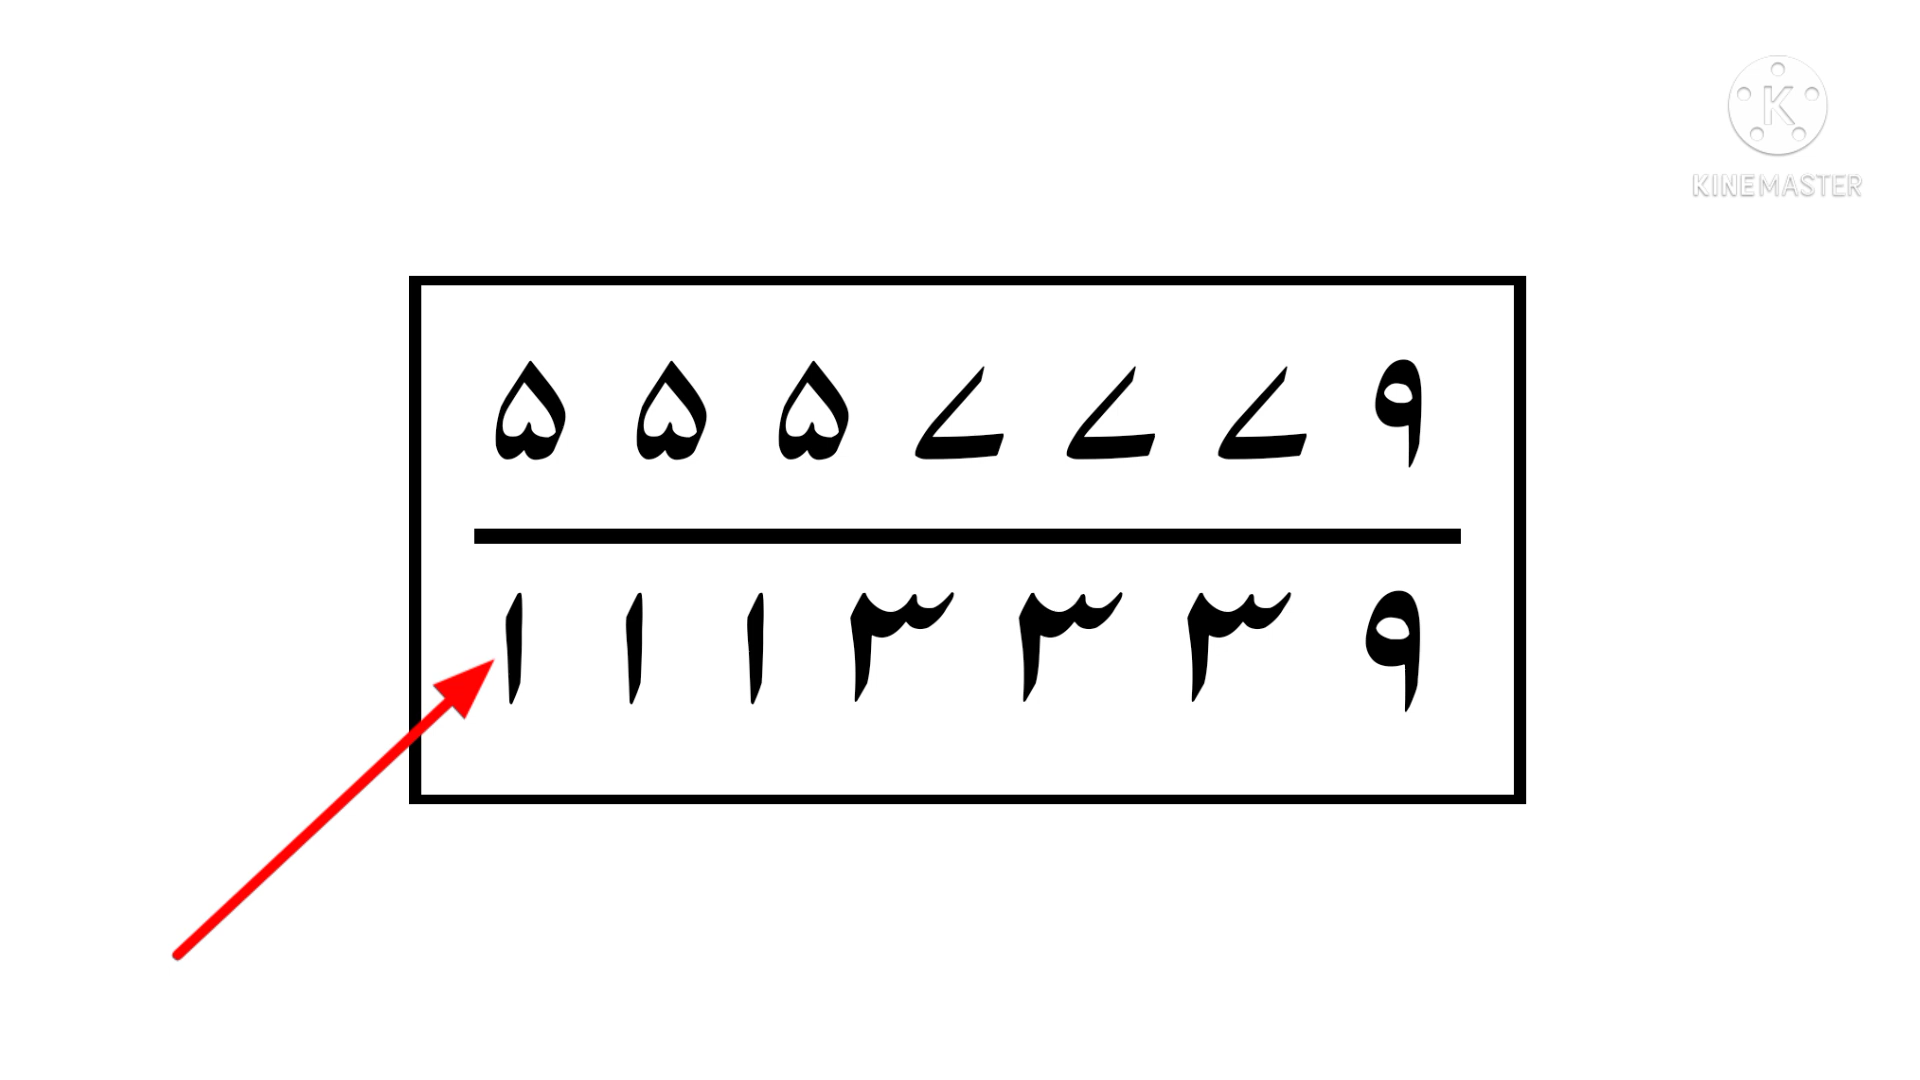 KINEMASTER
۵ ۵ ۵ ۷ ۷ ۷ ۹
۱ ۱ ۱ ۳ ۳ ۳ ۹